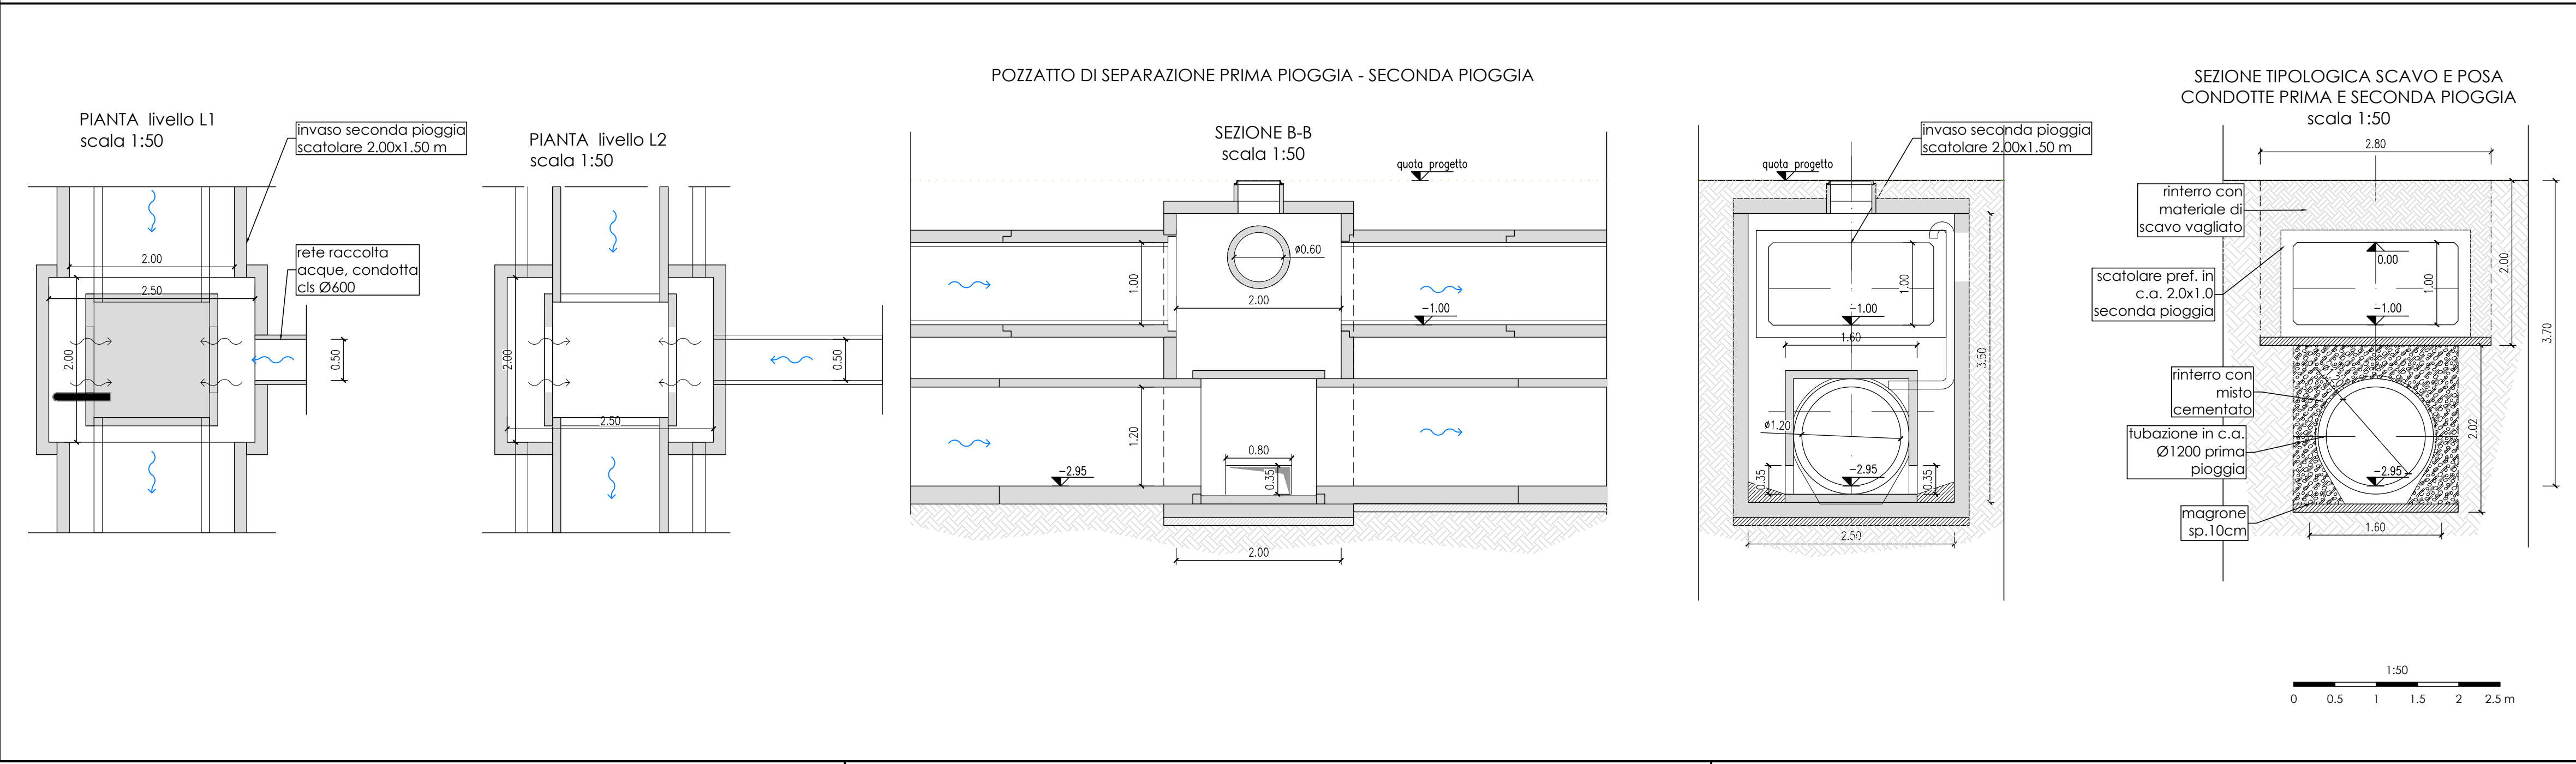 POZZATTO DI SEPARAZIONE PRIMA PIOGGIA - SECONDA PIOGGIA
PIANTA livello L1
scala 1:50
invaso seconda pioggia
scatolare 2.00x1.50 m
rete raccolta
acque, condotta
cls Ø600
2.00
2.50
2.00
0.50
PIANTA livello L2
scala 1:50
2.00
2.50
0.50
SEZIONE B-B
scala 1:50
quota progetto
ø0.60
1.00
2.00
-1.00
1.20
0.80
0.35
-2.95
2.00
quota progetto
invaso seconda pioggia
scatolare 2.00x1.50 m
1.00
-1.00
1.60
3.50
ø1.20
-2.95
0.35
0.35
2.50
SEZIONE TIPOLOGICA SCAVO E POSA
CONDOTTE PRIMA E SECONDA PIOGGIA
scala 1:50
2.80
rinterro con
materiale di
scavo vagliato
0.00
1.00
2.00
-1.00
scatolare pref. in
c.a. 2.0x1.0
seconda pioggia
3.70
rinterro con
misto
cementato
tubazione in c.a.
Ø1200 prima
pioggia
2.02
-2.95
magrone
sp.10cm
1.60
1:50
0 0.5 1 1.5 2 2.5 m